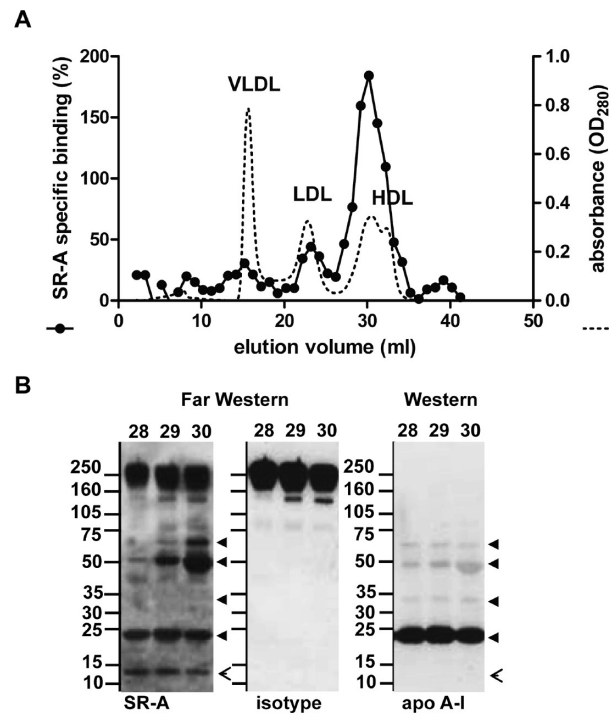 A
SR-A specific binding (%)
200
150
100
50
0
VLDL
LDL
HDL
1.0
0.8
0.6
0.4
0.2
0.0
absorbance (OD280)
0 10 20 30 40 50
elution volume (ml)
B
Far Western
Western
28 29 30
28 29 30
28 29 30
250
160
105
75
50
35
30
25
15
10
250
160
105
75
50
35
30
25
15
10
SR-A
isotype
apo A-I